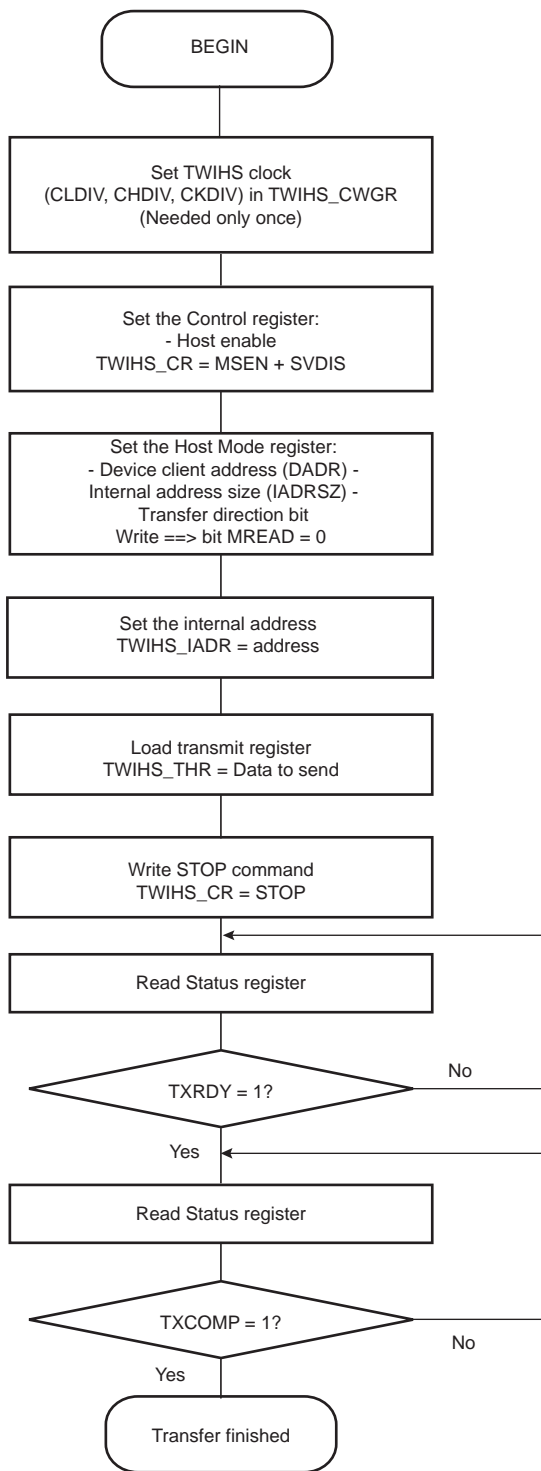 BEGIN
Set TWIHS clock
(CLDIV, CHDIV, CKDIV) in TWIHS_CWGR
(Needed only once)
Set the Control register:
- Host enable
TWIHS_CR = MSEN + SVDIS
Set the Host Mode register:
- Device client address (DADR) -
Internal address size (IADRSZ) -
Transfer direction bit
Write ==> bit MREAD = 0
Set the internal address
TWIHS_IADR = address
Load transmit register
TWIHS_THR = Data to send
Write STOP command
TWIHS_CR = STOP
Read Status register
TXRDY = 1?
No
Yes
Read Status register
TXCOMP = 1?
No
Yes
Transfer finished